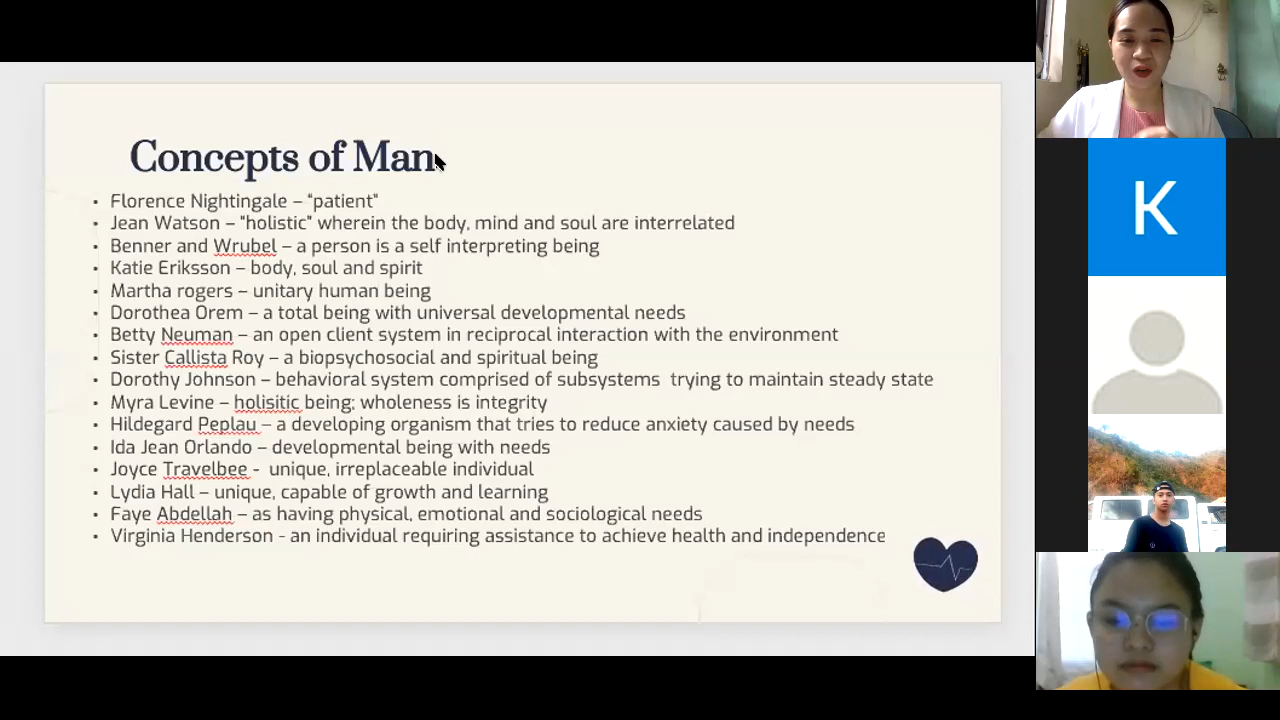 Concepts of Man
• Florence Nightingale – "patient"
• Jean Watson – "holistic" wherein the body, mind and soul are interrelated
• Benner and Wrubel – a person is a self interpreting being
• Katie Eriksson – body, soul and spirit
• Martha rogers – unitary human being
• Dorothea Orem – a total being with universal developmental needs
• Betty Neuman – an open client system in reciprocal interaction with the environment
• Sister Callista Roy – a biopsychosocial and spiritual being
• Dorothy Johnson – behavioral system comprised of subsystems  trying to maintain steady state
• Myra Levine – holisitic being; wholeness is integrity
• Hildegard Peplau – a developing organism that tries to reduce anxiety caused by needs
• Ida Jean Orlando – developmental being with needs
• Joyce Travelbee -  unique, irreplaceable individual
• Lydia Hall – unique, capable of growth and learning
• Faye Abdellah – as having physical, emotional and sociological needs
• Virginia Henderson - an individual requiring assistance to achieve health and independence
K